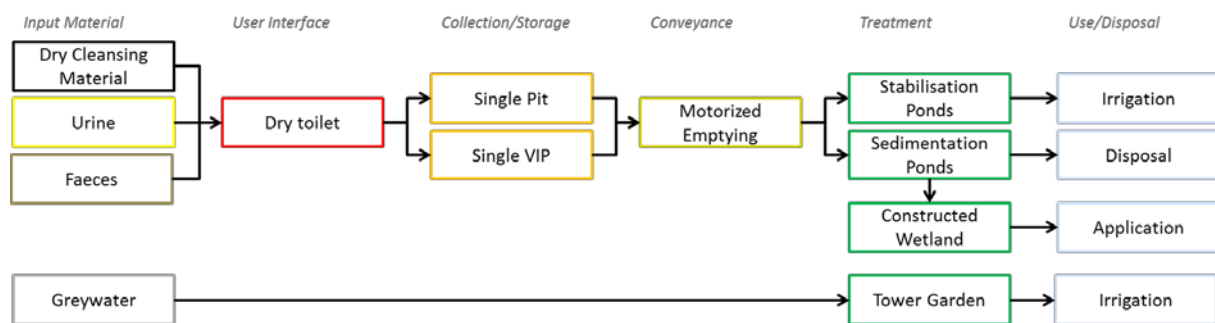 Input Material
User Interface
Collection/Storage
Conveyance
Treatment
Use/Disposal
Dry Cleansing
Material
Urine
Faeces
Dry toilet
Single Pit
Single VIP
Motorized
Emptying
Stabilisation
Ponds
Irrigation
Sedimentation
Ponds
Disposal
Constructed
Wetland
Application
Greywater
Tower Garden
Irrigation